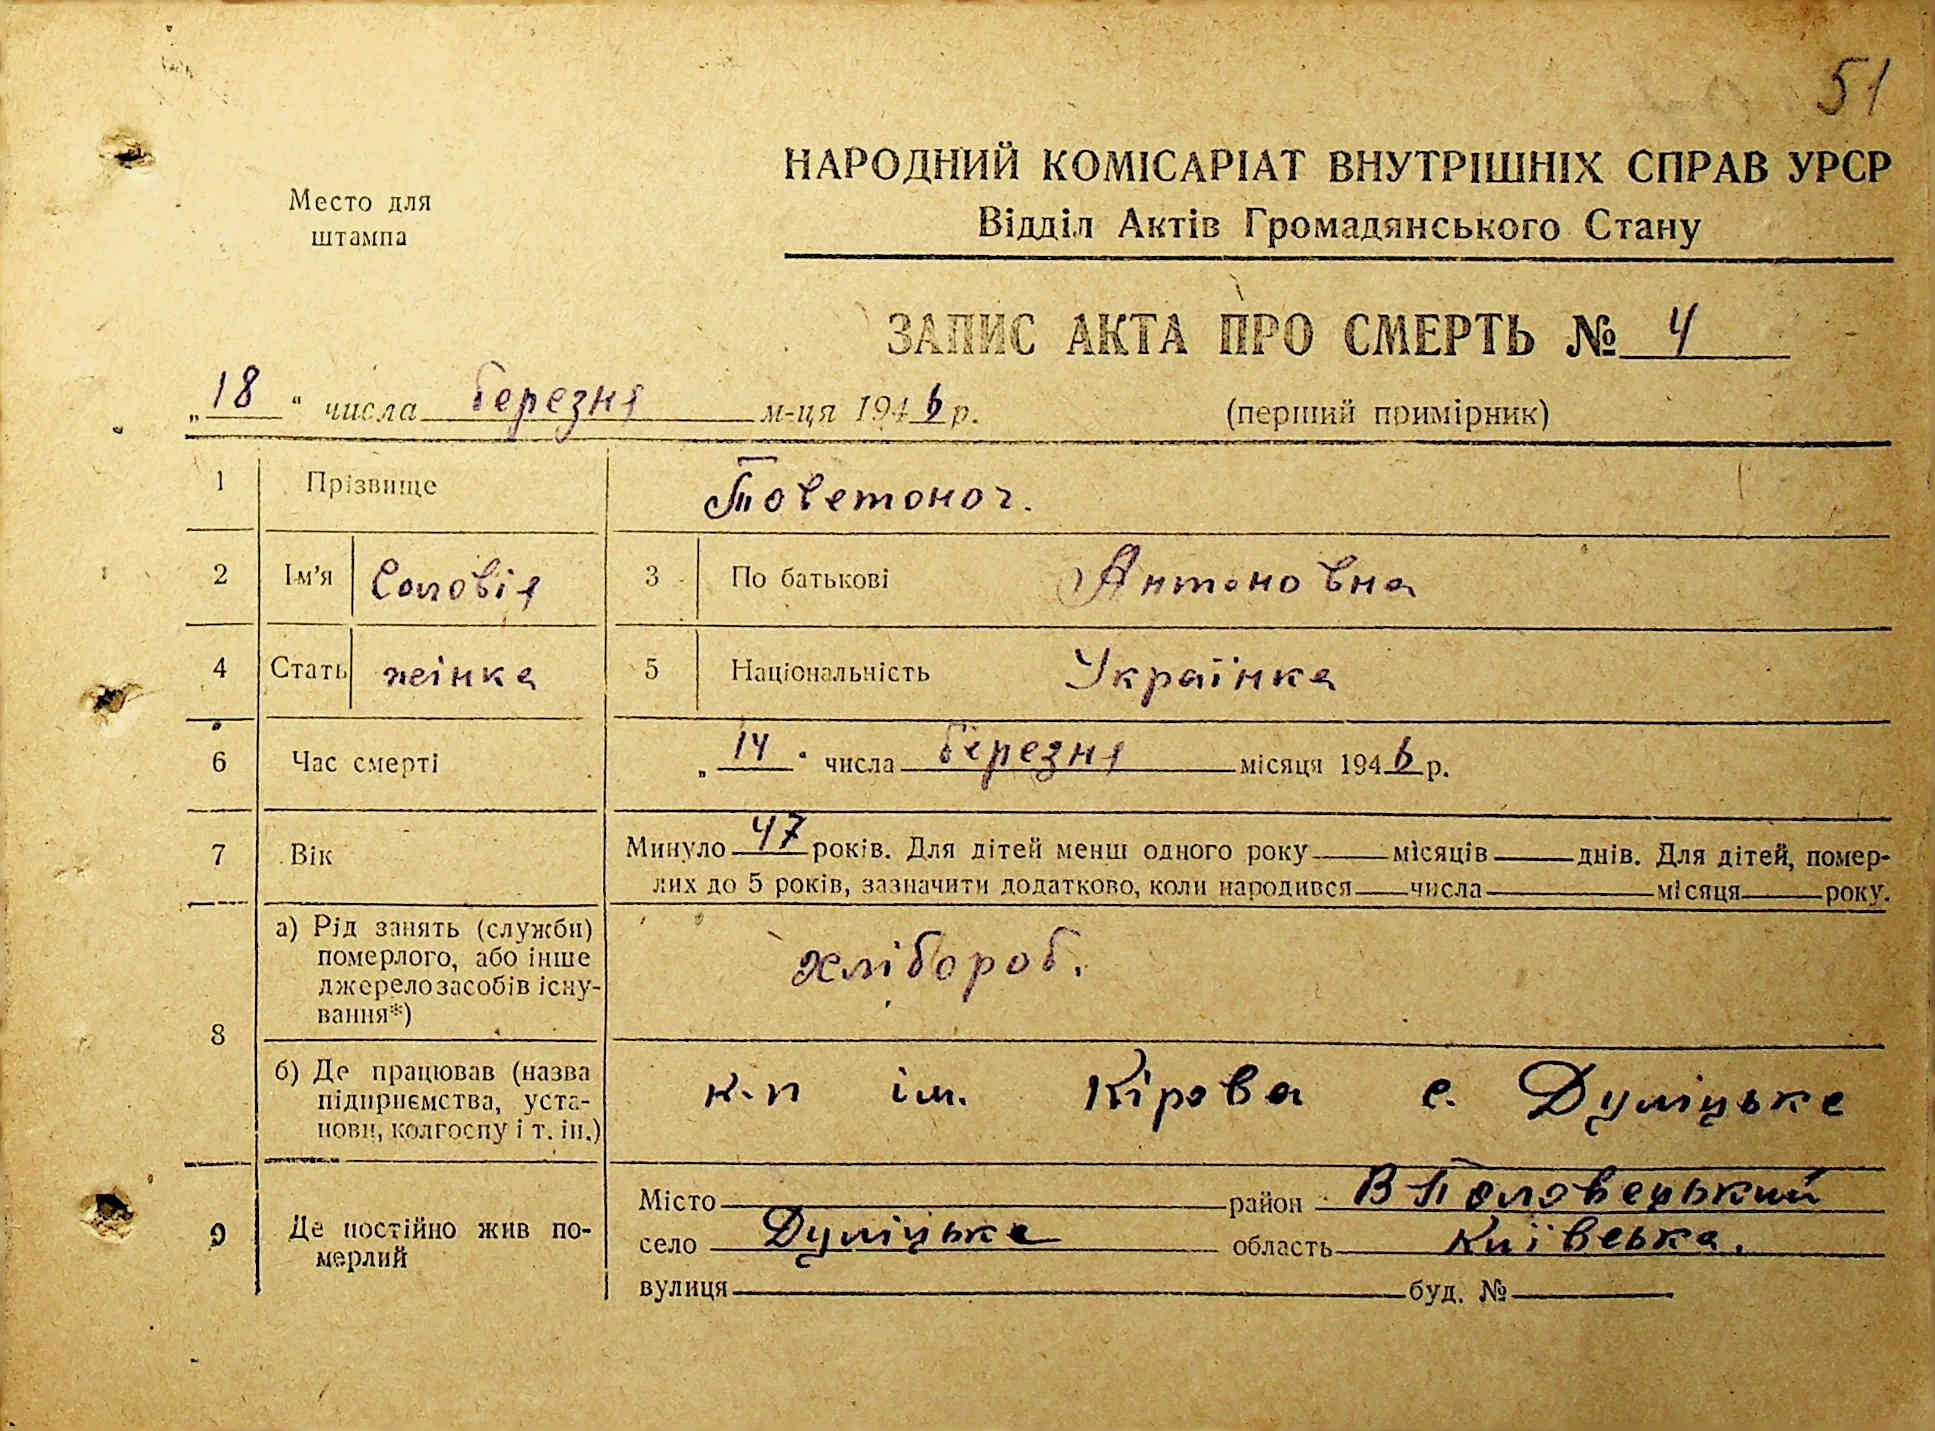 51
НАРОДНИЙ КОМІСАРІАТ ВНУТРІШНІХ СПРАВ УРСР
Место для
штампа
Відділ Актів Громадянського Стану
ЗАПИС АКТА ПРО СМЕРТЬ № 4
„18“ числа березня м-ця 1946 р.
(перший примірник)
1 Прізвище
2 Ім'я Соловія 3 По батькові Антоновна
4 Стать жінка 5 Національність Українка
6 Час смерті „14“ числа березня місяця 1946 р.
7 Вік Минуло 47 років. Для дітей менш одного року місяців днів. Для дітей, помер-
лих до 5 років, зазначити додатково, коли народився числа місяця року.
8 а) Рід занять (служби)
померлого, або інше
джерело засобів існу-
вання*)
хлібороб.
б) Де працював (назва
підприємства, уста-
нови, колгоспу і т. ін.)
к-п ім. Кірова с. Дуліцьке
9 Де постійно жив по-
мерлий
Місто район В Половецький
село Дуліцьке область Київська.
вулиця буд. №